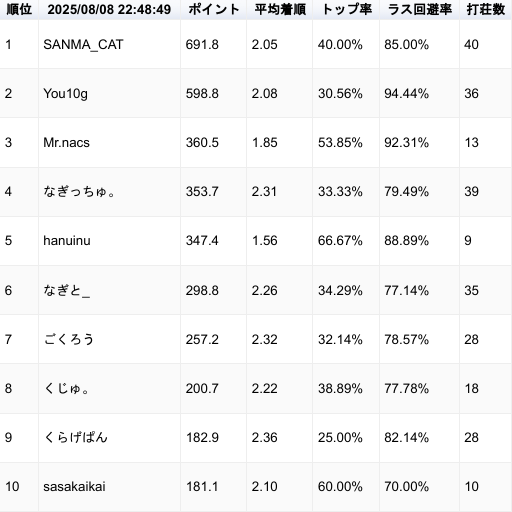 順位 2025/08/08 22:48:49 ポイント 平均着順 トップ率 ラス回避率 打荘数
1 SANMA_CAT 691.8 2.05 40.00% 85.00% 40
2 You10g 598.8 2.08 30.56% 94.44% 36
3 Mr.nacs 360.5 1.85 53.85% 92.31% 13
4 なぎっちゅ。 353.7 2.31 33.33% 79.49% 39
5 hanuinu 347.4 1.56 66.67% 88.89% 9
6 なぎと_ 298.8 2.26 34.29% 77.14% 35
7 ごくろう 257.2 2.32 32.14% 78.57% 28
8 くじゅ。 200.7 2.22 38.89% 77.78% 18
9 くらげぱん 182.9 2.36 25.00% 82.14% 28
10 sasakaikai 181.1 2.10 60.00% 70.00% 10